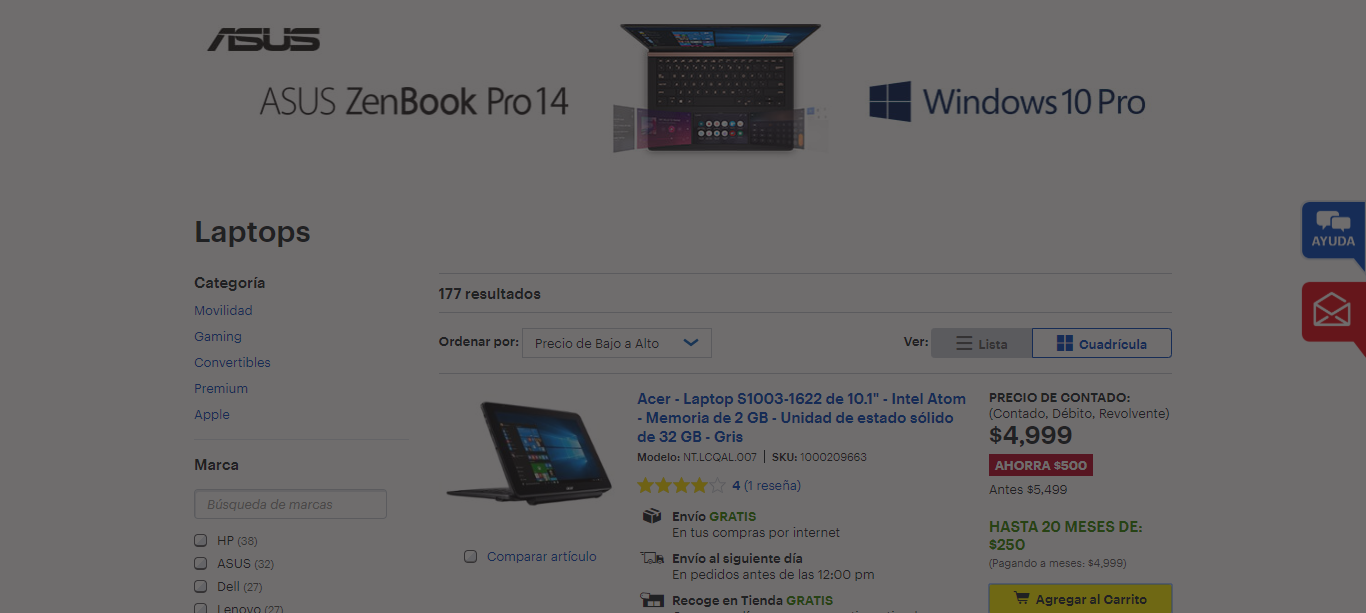 ASUS
ASUS ZenBook Pro 14
Windows 10 Pro
AYUDA
Laptops
Categoría
Movilidad
Gaming
Convertibles
Premium
Apple
Marca
Búsqueda de marcas
HP (38)
ASUS (32)
Dell (27)
Lenovo (27)
177 resultados
Ordenar por: Precio de Bajo a Alto
Ver: Lista Cuadrícula
Acer - Laptop S1003-1622 de 10.1" - Intel Atom
- Memoria de 2 GB - Unidad de estado sólido
de 32 GB - Gris
Modelo: NT.LCQAL.007 | SKU: 1000209663
4 (1 reseña)
Envío GRATIS
En tus compras por internet
Envío al siguiente día
En pedidos antes de las 12:00 pm
Recoge en Tienda GRATIS
Comparar artículo
PRECIO DE CONTADO:
(Contado, Débito, Revolvente)
$4,999
AHORRA $500
Antes $5,499
HASTA 20 MESES DE:
$250
(Pagando a meses: $4,999)
Agregar al Carrito